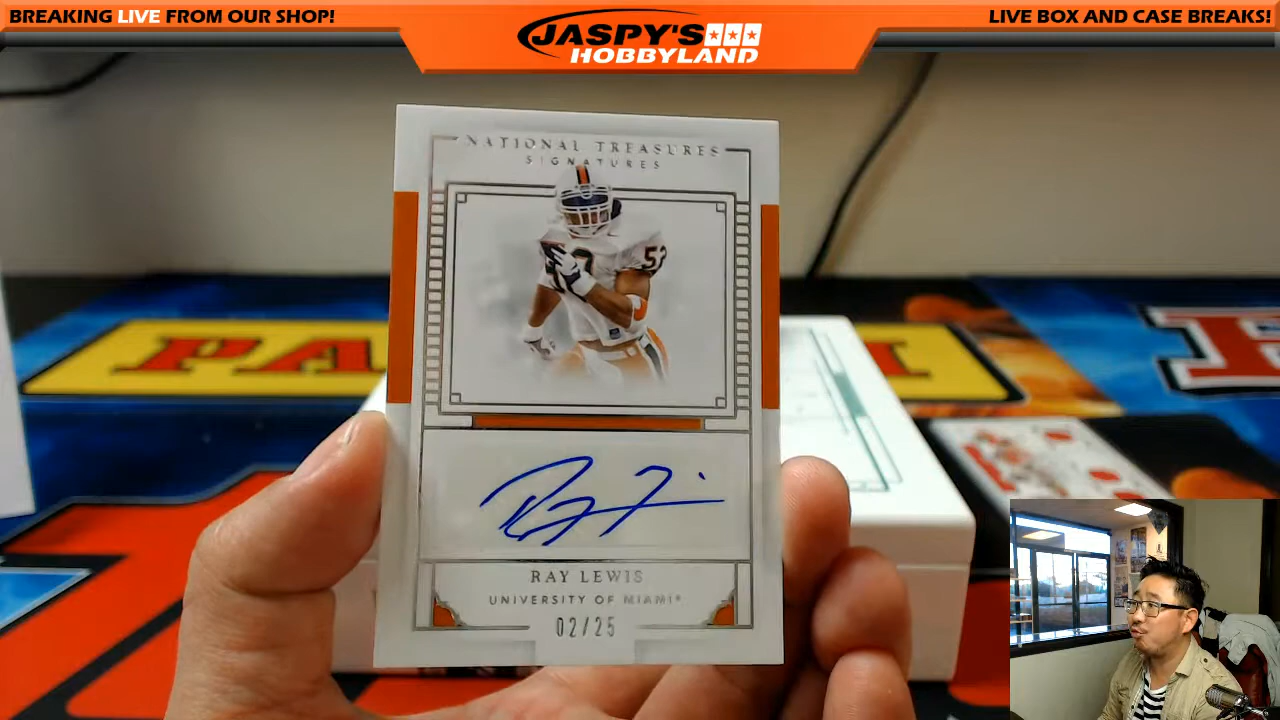 BREAKING LIVE FROM OUR SHOP!
JASPY'S
HOBBYLAND
LIVE BOX AND CASE BREAKS!
NATIONAL TREASURES
SIGNATURES
52
RAY LEWIS
UNIVERSITY OF MIAMI®
02/25